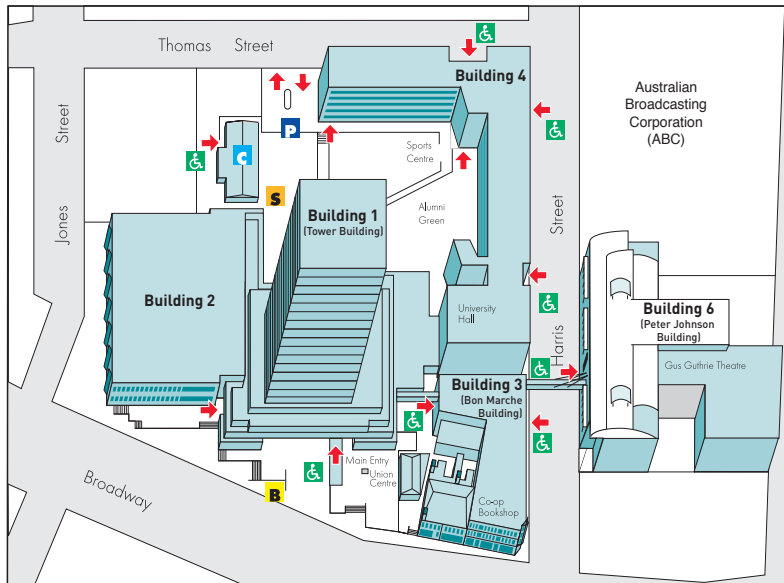 Thomas Street
Building 4
Australian
Broadcasting
Corporation
(ABC)
Jones Street
P
C
Sports
Centre
S
Building 1
(Tower Building)
Alumni
Green
Harris Street
Building 2
University
Hall
Building 6
(Peter Johnson
Building)
Gus Guthrie Theatre
Building 3
(Bon Marche
Building)
Main Entry
Union
Centre
Broadway
B
Co-op
Bookshop